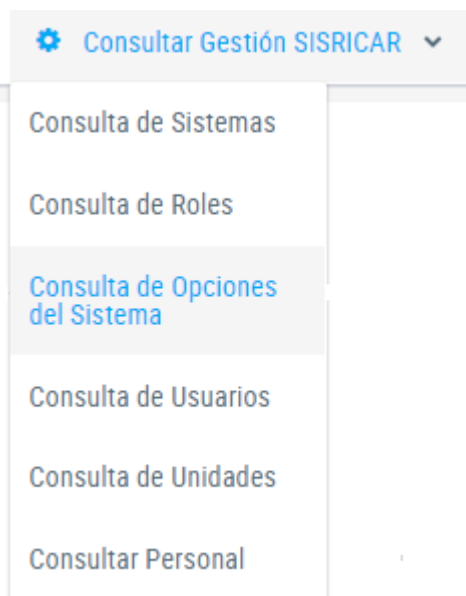 Consultar Gestión SISRICAR
Consulta de Sistemas
Consulta de Roles
Consulta de Opciones
del Sistema
Consulta de Usuarios
Consulta de Unidades
Consultar Personal